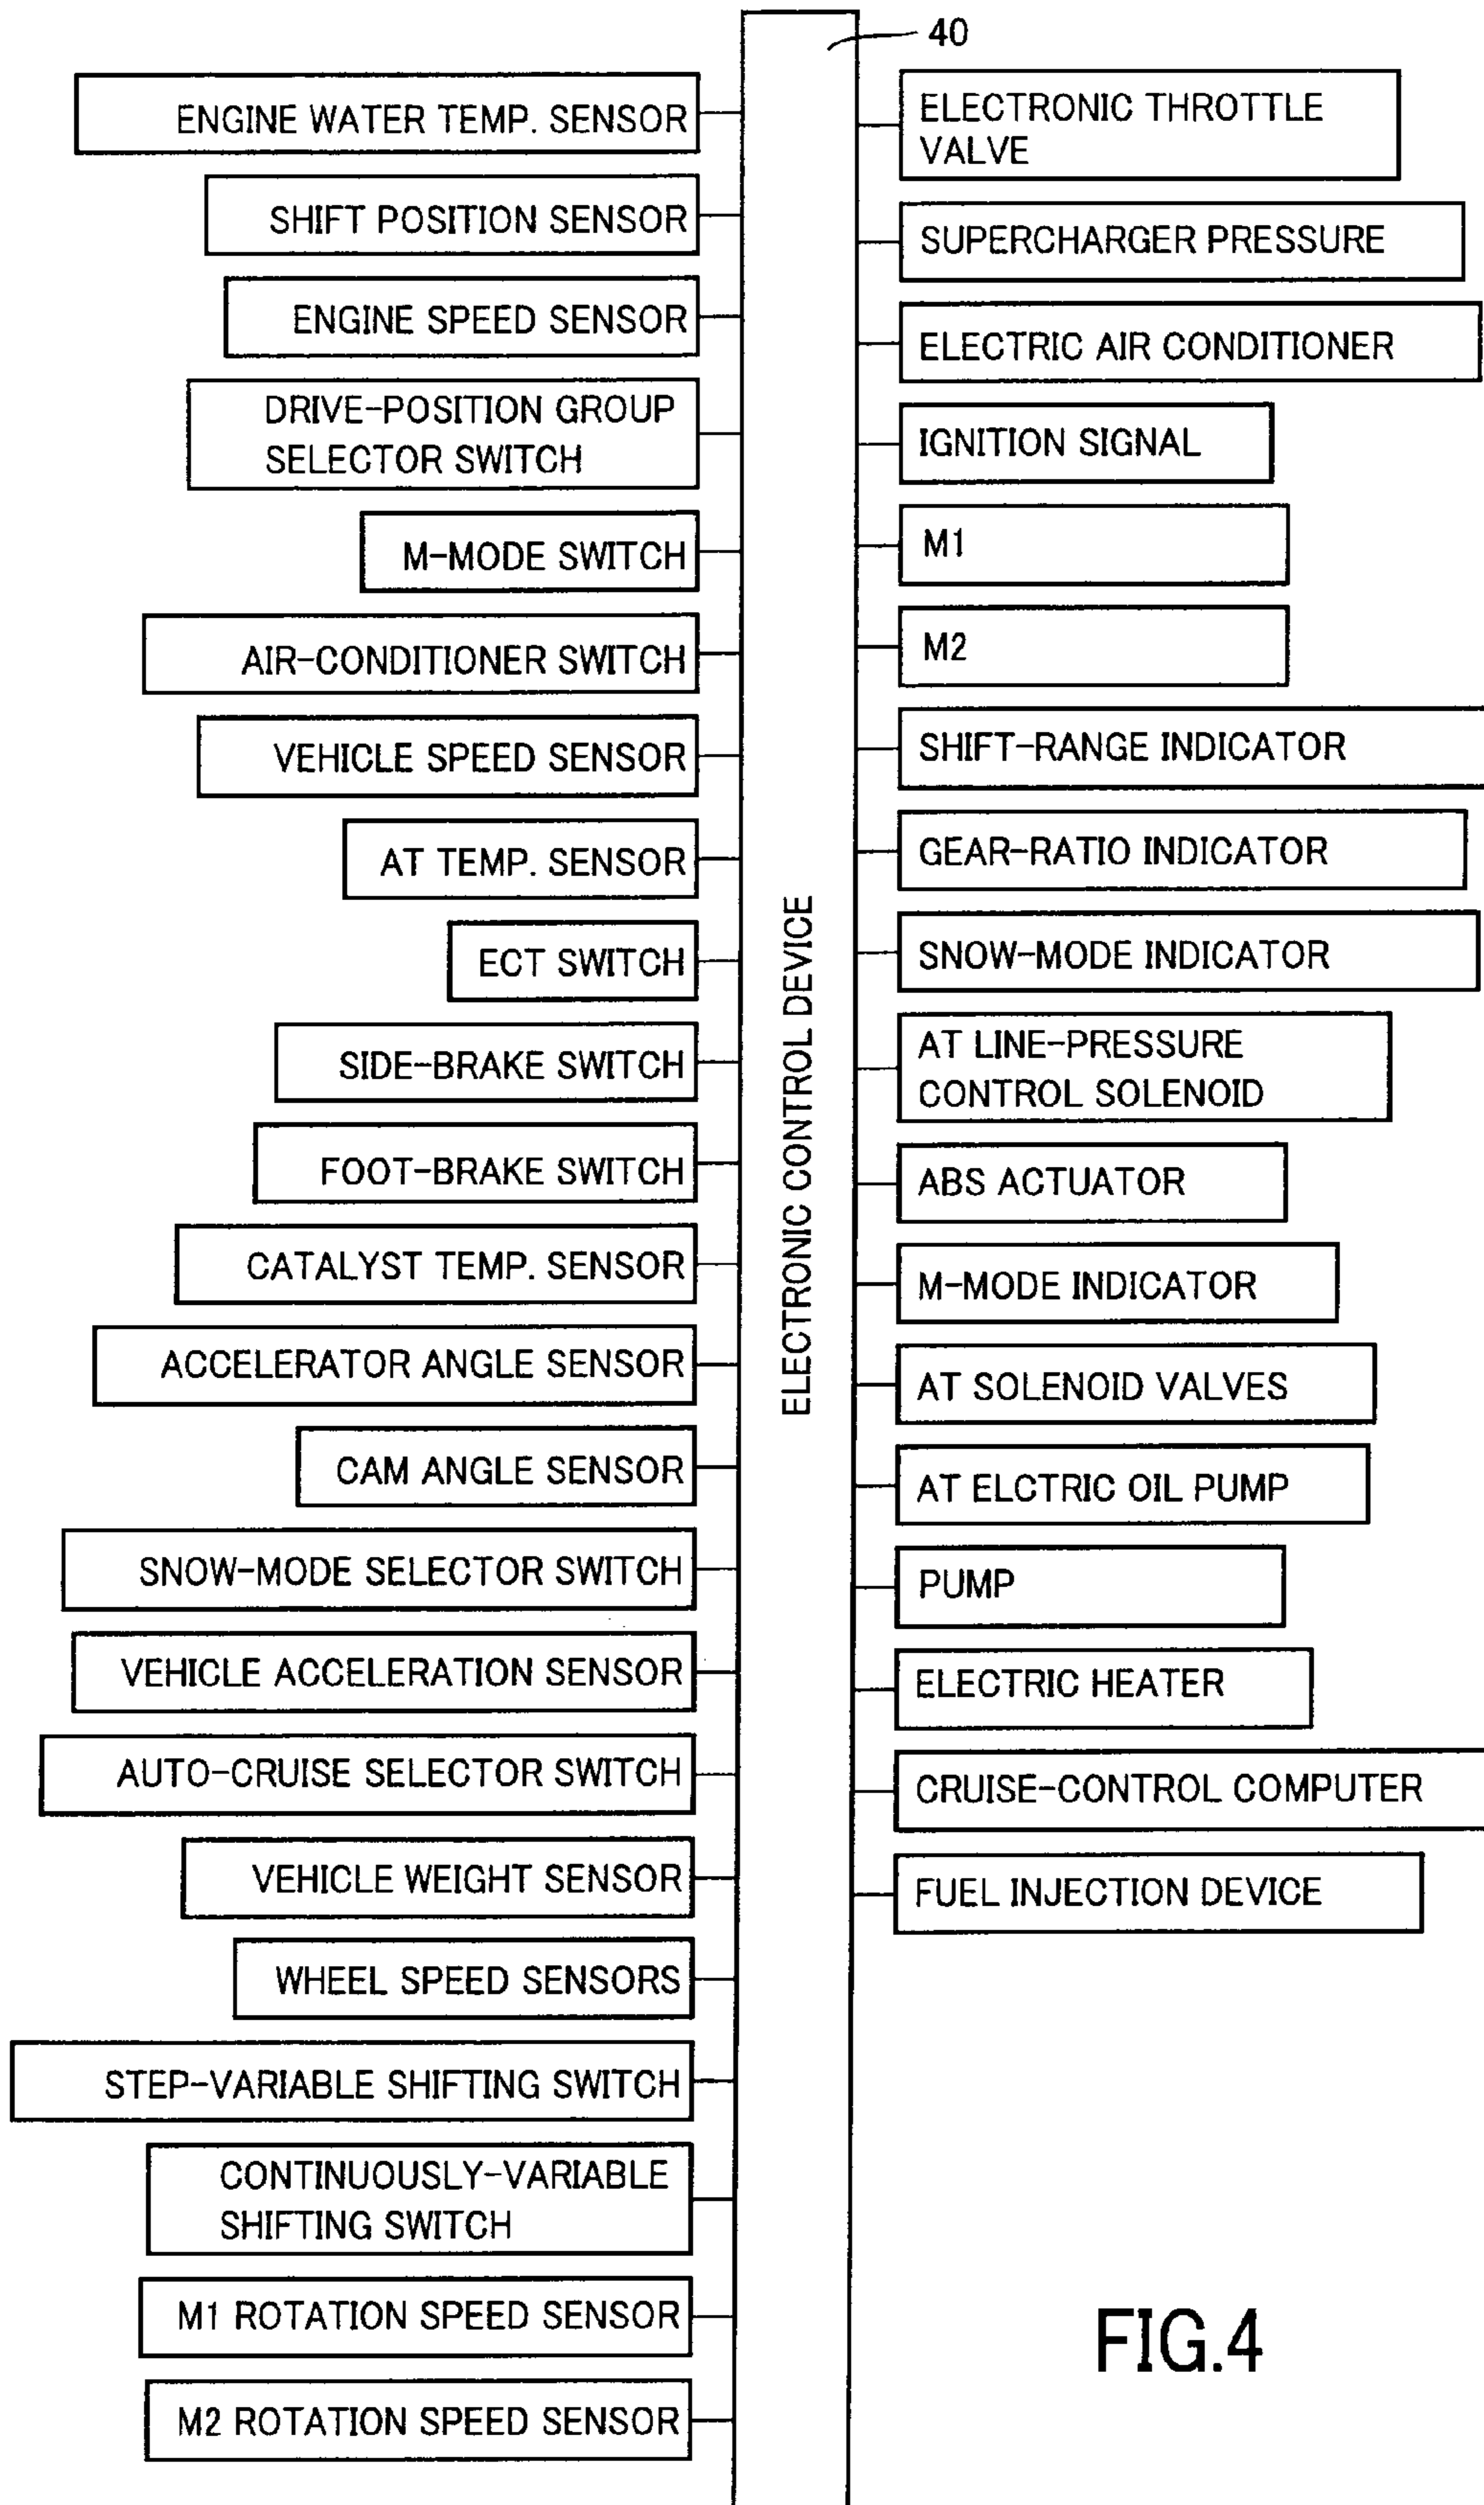 40
ENGINE WATER TEMP. SENSOR
SHIFT POSITION SENSOR
ENGINE SPEED SENSOR
DRIVE-POSITION GROUP
SELECTOR SWITCH
M-MODE SWITCH
AIR-CONDITIONER SWITCH
VEHICLE SPEED SENSOR
AT TEMP. SENSOR
ECT SWITCH
SIDE-BRAKE SWITCH
FOOT-BRAKE SWITCH
CATALYST TEMP. SENSOR
ACCELERATOR ANGLE SENSOR
CAM ANGLE SENSOR
SNOW-MODE SELECTOR SWITCH
VEHICLE ACCELERATION SENSOR
AUTO-CRUISE SELECTOR SWITCH
VEHICLE WEIGHT SENSOR
WHEEL SPEED SENSORS
STEP-VARIABLE SHIFTING SWITCH
CONTINUOUSLY-VARIABLE
SHIFTING SWITCH
M1 ROTATION SPEED SENSOR
M2 ROTATION SPEED SENSOR
ELECTRONIC CONTROL DEVICE
ELECTRONIC THROTTLE
VALVE
SUPERCHARGER PRESSURE
ELECTRIC AIR CONDITIONER
IGNITION SIGNAL
M1
M2
SHIFT-RANGE INDICATOR
GEAR-RATIO INDICATOR
SNOW-MODE INDICATOR
AT LINE-PRESSURE
CONTROL SOLENOID
ABS ACTUATOR
M-MODE INDICATOR
AT SOLENOID VALVES
AT ELCTRIC OIL PUMP
PUMP
ELECTRIC HEATER
CRUISE-CONTROL COMPUTER
FUEL INJECTION DEVICE
FIG.4